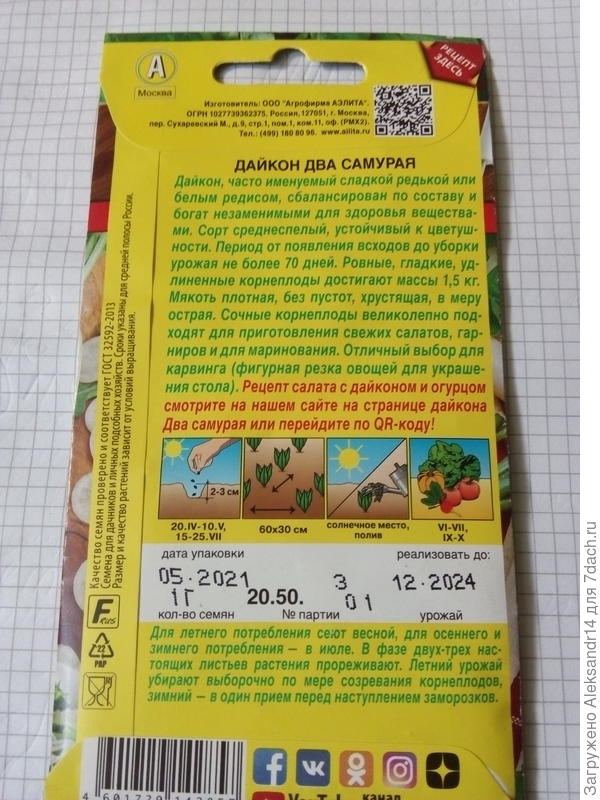 А
Москва
РЕЦЕПТ
ЗДЕСЬ
Изготовитель: ООО "Агрофирма АЭЛИТА".
ОГРН 1027739362375. Россия,127051, г. Москва,
пер. Сухаревский М., д.9, стр.1, пом.1, ком.11, оф. (РМХ2).
Тел.: (499) 180 80 96. www.ailita.ru
ДАЙКОН ДВА САМУРАЯ
Дайкон, часто именуемый сладкой редькой или
белым редисом, сбалансирован по составу и
богат незаменимыми для здоровья вещества-
ми. Сорт среднеспелый, устойчивый к цветуш-
ности. Период от появления всходов до уборки
урожая не более 70 дней. Ровные, гладкие, уд-
линенные корнеплоды достигают массы 1,5 кг.
Мякоть плотная, без пустот, хрустящая, в меру
острая. Сочные корнеплоды великолепно под-
ходят для приготовления свежих салатов, гар-
ниров и для маринования. Отличный выбор для
карвинга (фигурная резка овощей для украше-
ния стола). Рецепт салата с дайконом и огурцом
смотрите на нашем сайте на странице дайкона
Два самурая или перейдите по QR-коду!
2-3 см
20.IV-10.V,
15-25.VII
60х30 см
солнечное место,
полив
VI-VII,
IX-X
дата упаковки
реализовать до:
05.2021
3
12.2024
1Г
20.50.
01
кол-во семян
№ партии
урожай
Для летнего потребления сеют весной, для осеннего и
зимнего потребления – в июле. В фазе двух-трех нас-
тоящих листьев растения прореживают. Летний урожай
убирают выборочно по мере созревания корнеплодов,
зимний – в один прием перед наступлением заморозков.
Качество семян проверено и соответствует ГОСТ 32592-2013
Семена для дачников и личных подсобных хозяйств. Сроки указаны для средней полосы России.
Размер и качество растений зависит от условий выращивания.
F
RUS
22
PAP
канал
Загружено Aleksandr14 для 7dach.ru